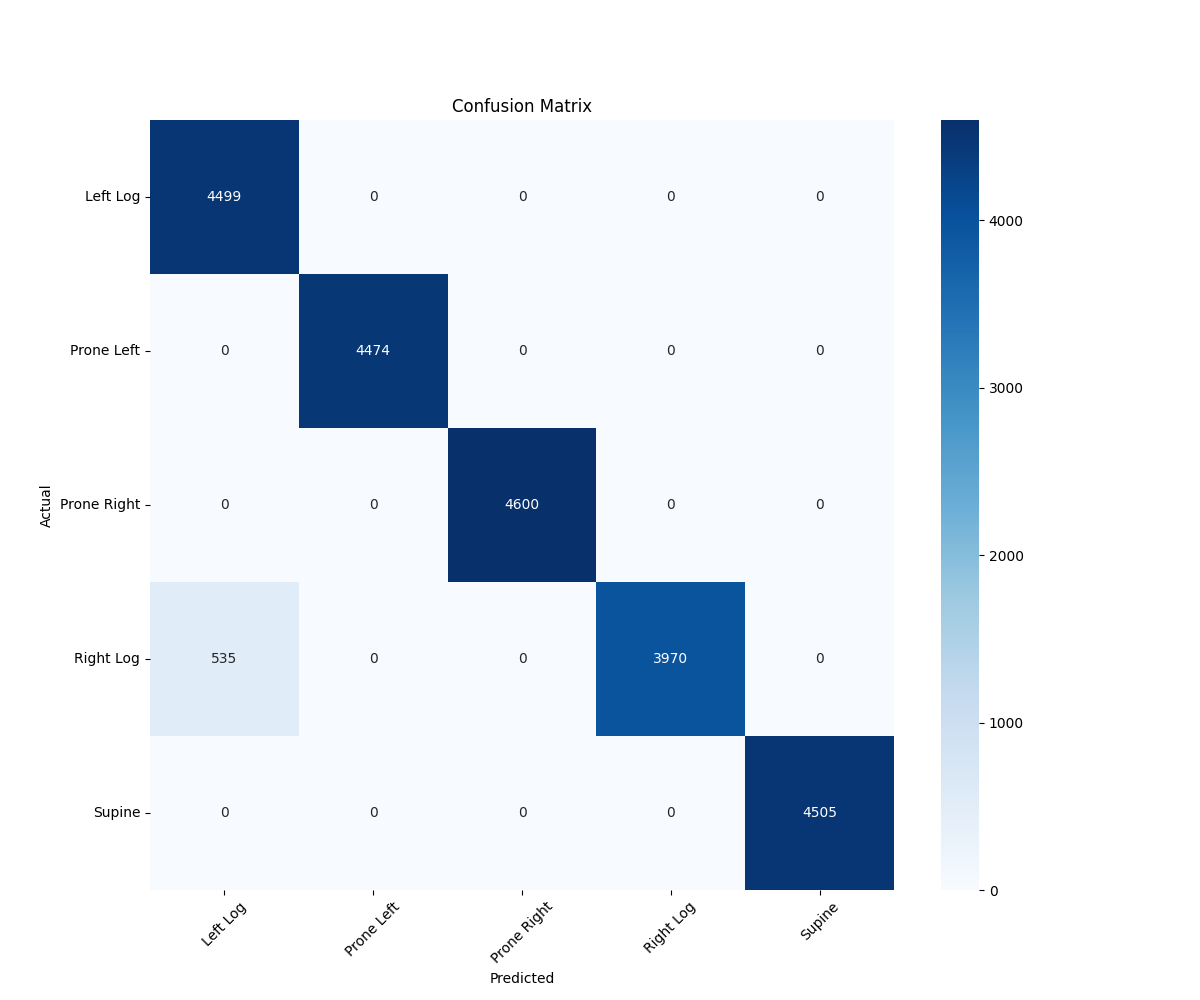 Confusion Matrix
Left Log 4499 0 0 0 0
Prone Left 0 4474 0 0 0
Prone Right 0 0 4600 0 0
Right Log 535 0 0 3970 0
Supine 0 0 0 0 4505
Left Log Prone Left Prone Right Right Log Supine
Predicted
Actual
4000
3000
2000
1000
0